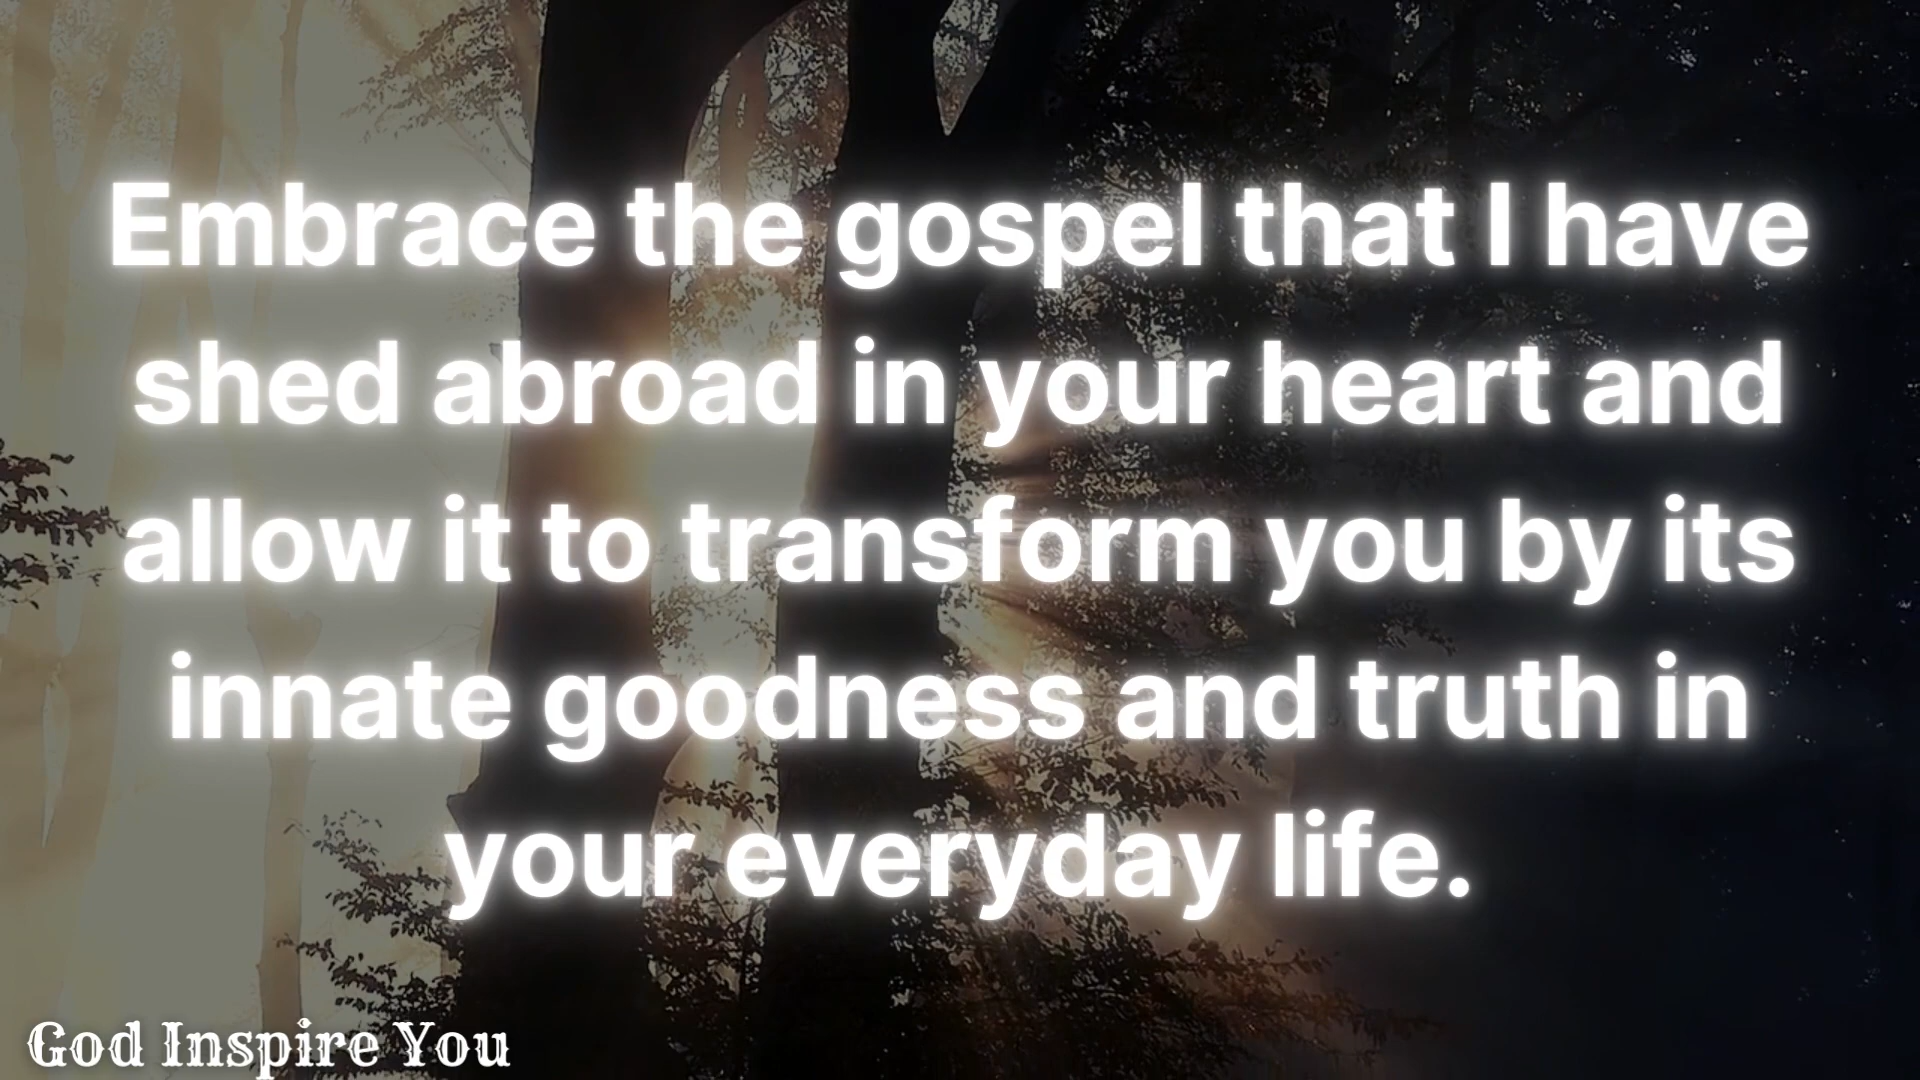 Embrace the gospel that I have
shed abroad in your heart and
allow it to transform you by its
innate goodness and truth in
your everyday life.
God Inspire You